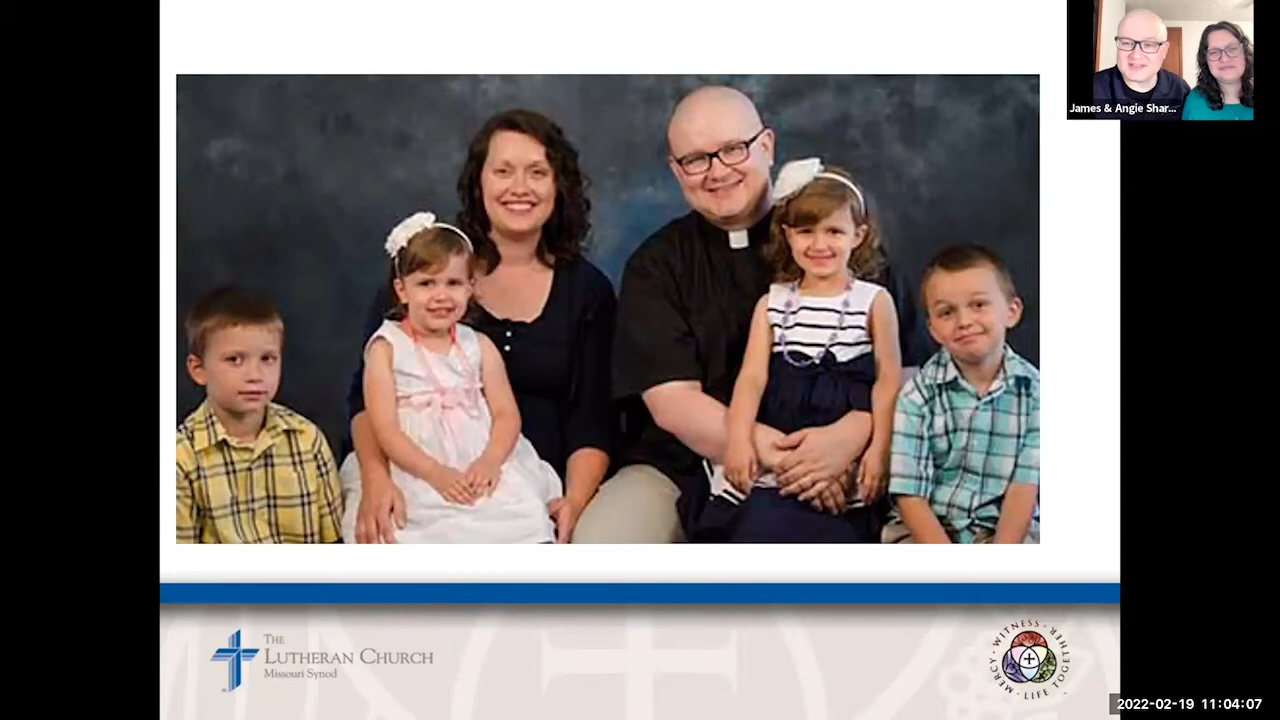 James & Angie Shar...
THE
LUTHERAN CHURCH
Missouri Synod
WITNESS · MERCY · LIFE TOGETHER
2022-02-19 11:04:07